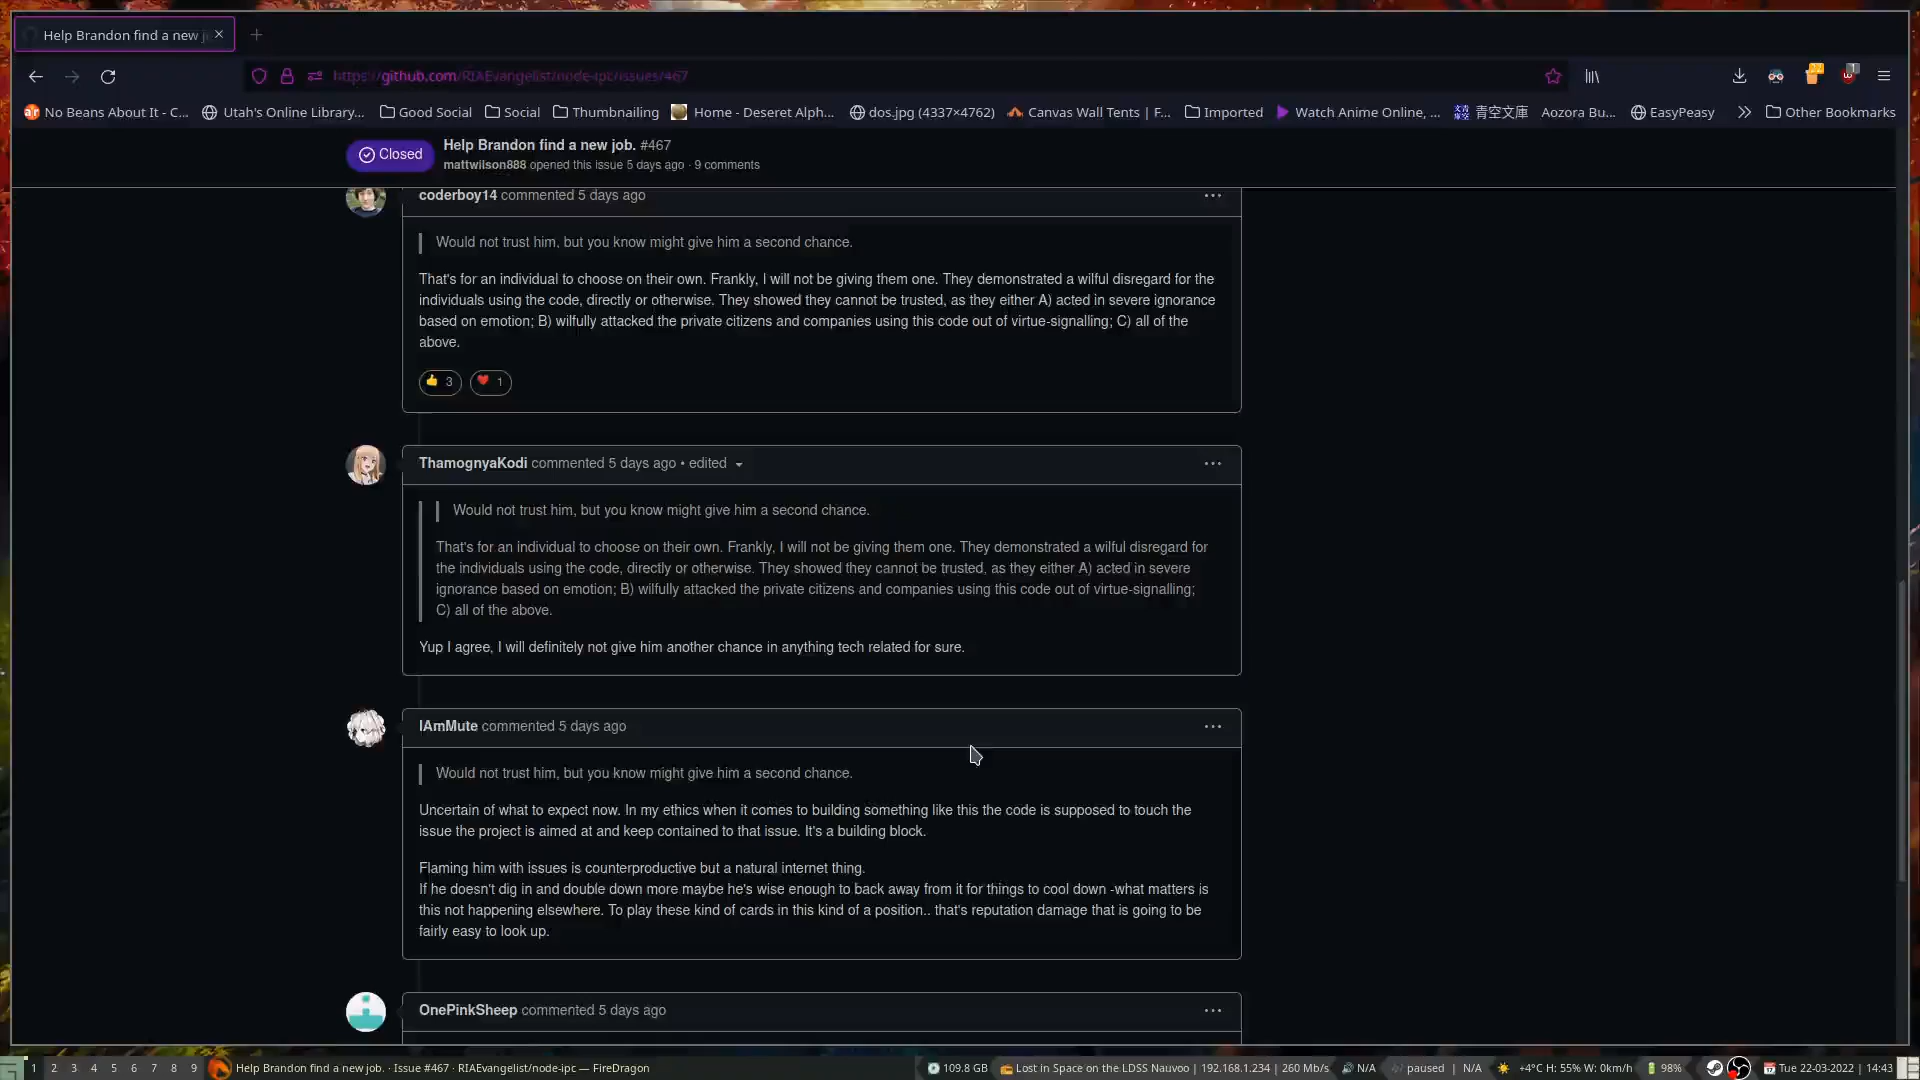 Help Brandon find a new j
https://github.com/RIAEvangelist/node-ipc/issues/467
No Beans About It - C... Utah's Online Library... Good Social Social Thumbnailing Home - Deseret Alph... dos.jpg (4337×4762) Canvas Wall Tents | F... Imported Watch Anime Online, ... 青空文庫 Aozora Bu... EasyPeasy Other Bookmarks
Closed
Help Brandon find a new job. #467
mattwilson888 opened this issue 5 days ago · 9 comments
coderboy14 commented 5 days ago
Would not trust him, but you know might give him a second chance.
That's for an individual to choose on their own. Frankly, I will not be giving them one. They demonstrated a wilful disregard for the
individuals using the code, directly or otherwise. They showed they cannot be trusted, as they either A) acted in severe ignorance
based on emotion; B) wilfully attacked the private citizens and companies using this code out of virtue-signalling; C) all of the
above.
3 1
ThamognyaKodi commented 5 days ago • edited
Would not trust him, but you know might give him a second chance.
That's for an individual to choose on their own. Frankly, I will not be giving them one. They demonstrated a wilful disregard for
the individuals using the code, directly or otherwise. They showed they cannot be trusted, as they either A) acted in severe
ignorance based on emotion; B) wilfully attacked the private citizens and companies using this code out of virtue-signalling;
C) all of the above.
Yup I agree, I will definitely not give him another chance in anything tech related for sure.
IAmMute commented 5 days ago
Would not trust him, but you know might give him a second chance.
Uncertain of what to expect now. In my ethics when it comes to building something like this the code is supposed to touch the
issue the project is aimed at and keep contained to that issue. It's a building block.
Flaming him with issues is counterproductive but a natural internet thing.
If he doesn't dig in and double down more maybe he's wise enough to back away from it for things to cool down -what matters is
this not happening elsewhere. To play these kind of cards in this kind of a position.. that's reputation damage that is going to be
fairly easy to look up.
OnePinkSheep commented 5 days ago
1 2 3 4 5 6 7 8 9 Help Brandon find a new job. · Issue #467 · RIAEvangelist/node-ipc — FireDragon 109.8 GB Lost in Space on the LDSS Nauvoo | 192.168.1.234 | 260 Mb/s N/A paused | N/A +4°C H: 55% W: 0km/h 98% Tue 22-03-2022 | 14:43